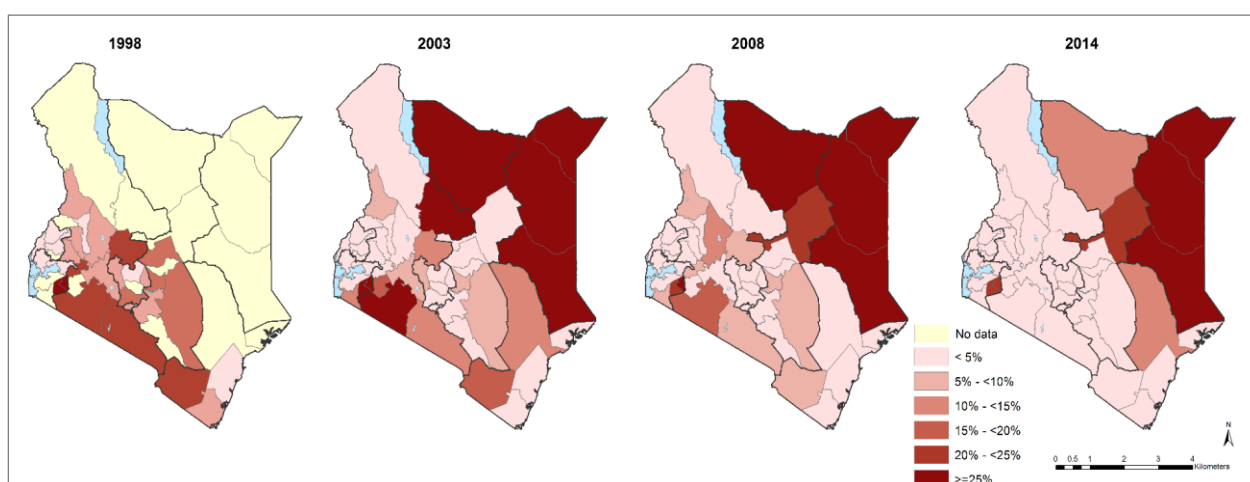 1998
2003
2008
2014
No data
< 5%
5% - <10%
10% - <15%
15% - <20%
20% - <25%
>=25%
N
0 0.5 1 2 3 4
Kilometers